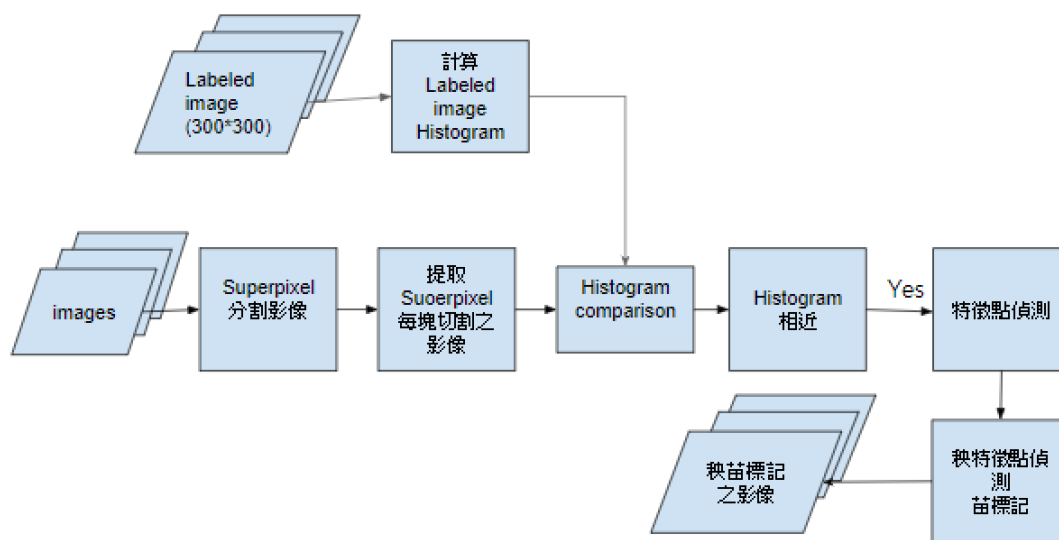 Labeled
image
(300*300)
計算
Labeled
image
Histogram
images
Superpixel
分割影像
提取
Suoerpixel
每塊切割之
影像
Histogram
comparison
Histogram
相近
Yes
特徵點偵測
秧特徵點偵
測
苗標記
秧苗標記
之影像